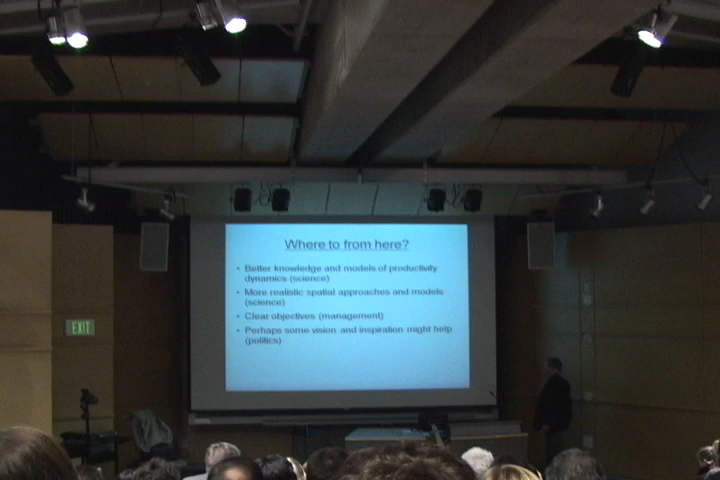 Where to from here?
• Better knowledge and models of productivity
dynamics (science)
• More realistic spatial approaches and models
(science)
• Clear objectives (management)
• Perhaps some vision and inspiration might help
(politics)
EXIT